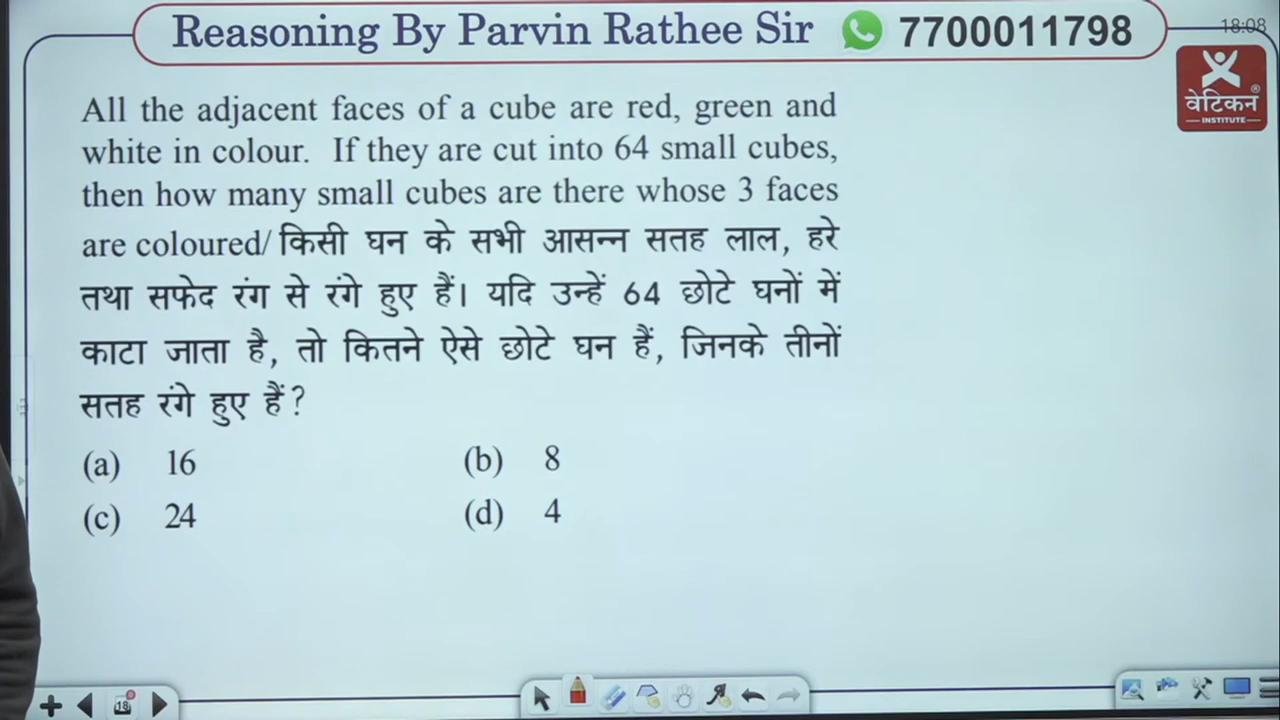 Reasoning By Parvin Rathee Sir 7700011798
18:08
वेटिकन®
INSTITUTE
All the adjacent faces of a cube are red, green and
white in colour. If they are cut into 64 small cubes,
then how many small cubes are there whose 3 faces
are coloured/ किसी घन के सभी आसन्न सतह लाल, हरे
तथा सफेद रंग से रंगे हुए हैं। यदि उन्हें 64 छोटे घनों में
काटा जाता है, तो कितने ऐसे छोटे घन हैं, जिनके तीनों
सतह रंगे हुए हैं?
(a) 16 (b) 8
(c) 24 (d) 4
18